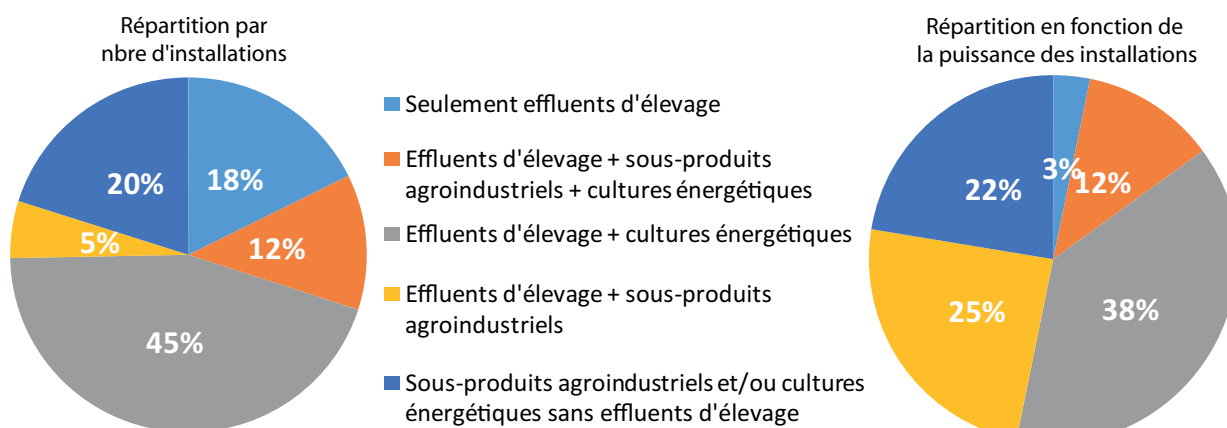 Répartition par
nbre d'installations
20%
18%
5%
12%
45%
Seulement effluents d'élevage
Effluents d'élevage + sous-produits
agroindustriels + cultures énergétiques
Effluents d'élevage + cultures énergétiques
Effluents d'élevage + sous-produits
agroindustriels
Sous-produits agroindustriels et/ou cultures
énergétiques sans effluents d'élevage
Répartition en fonction de
la puissance des installations
3%
12%
22%
25%
38%